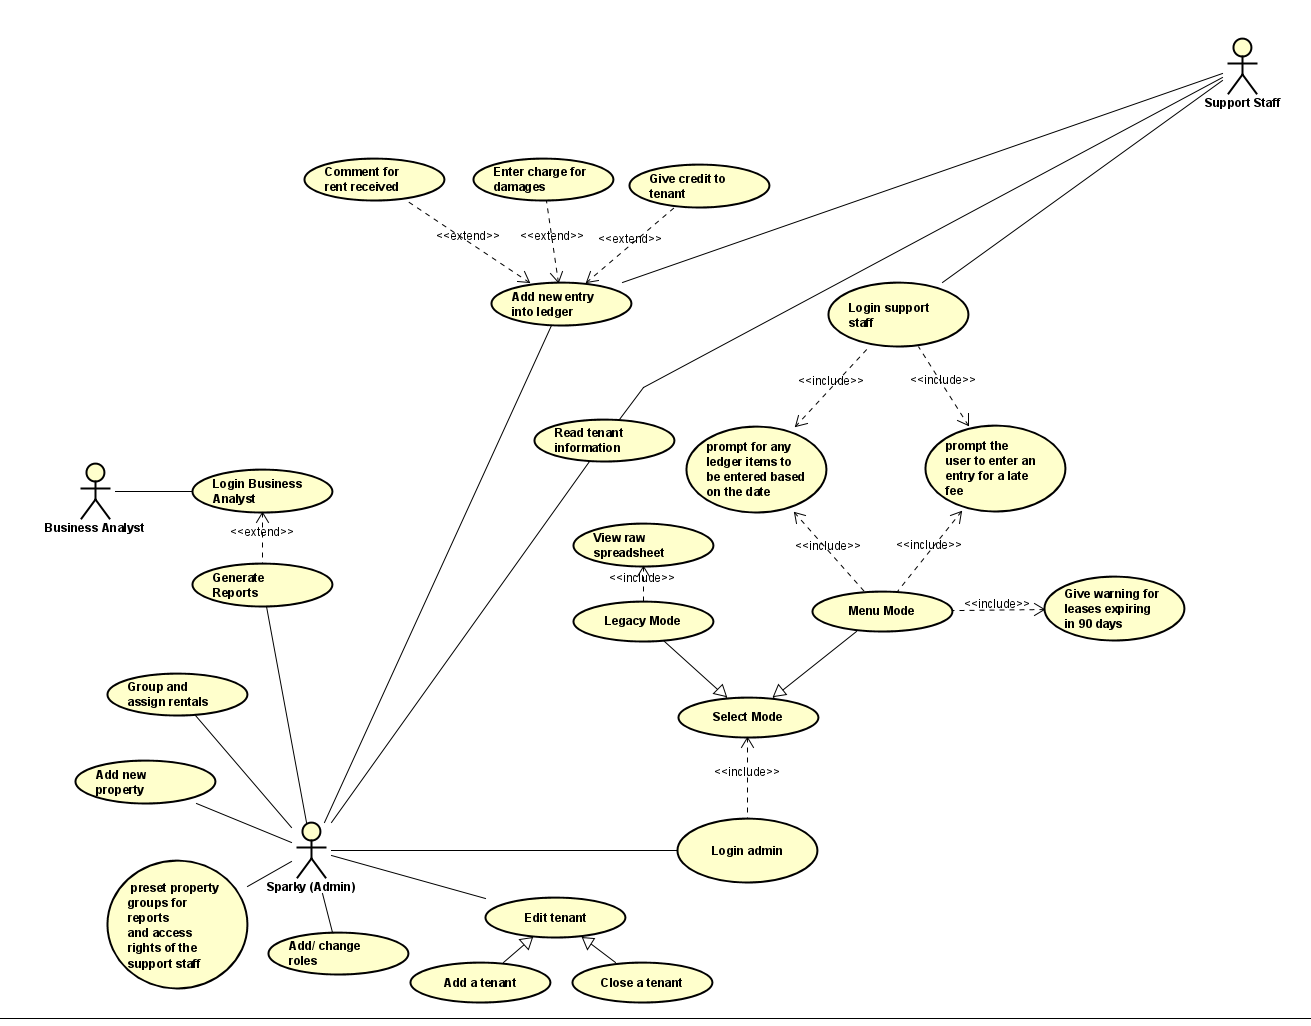 Support Staff
Comment for
rent received
Enter charge for
damages
Give credit to
tenant
<<extend>>
<<extend>>
<<extend>>
Add new entry
into ledger
Login support
staff
<<include>>
<<include>>
Read tenant
information
prompt for any
ledger items to
be entered based
on the date
prompt the
user to enter an
entry for a late
fee
Business Analyst
Login Business
Analyst
<<extend>>
Generate
Reports
View raw
spreadsheet
<<include>>
Legacy Mode
<<include>>
<<include>>
Menu Mode
<<include>>
Give warning for
leases expiring
in 90 days
Group and
assign rentals
Select Mode
<<include>>
Add new
property
Login admin
Sparky (Admin)
preset property
groups for
reports
and access
rights of the
support staff
Add/ change
roles
Edit tenant
Add a tenant
Close a tenant